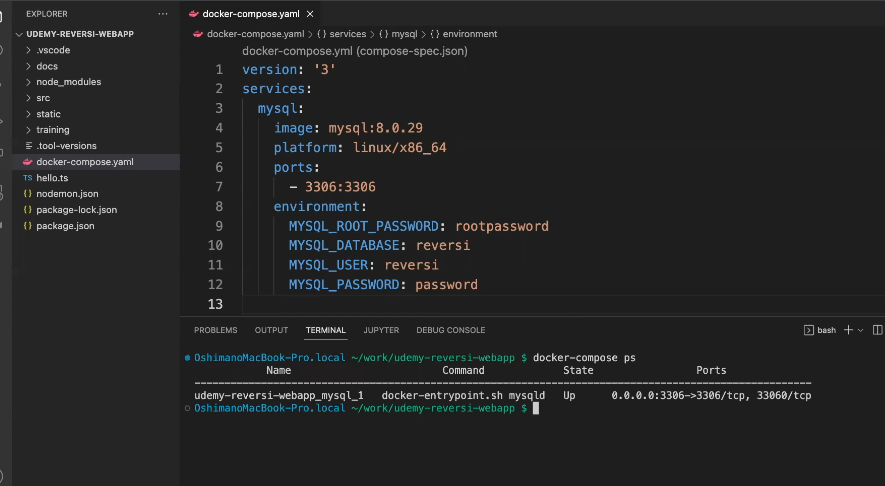 EXPLORER
UDEMY-REVERSI-WEBAPP
.vscode
docs
node_modules
src
static
training
.tool-versions
docker-compose.yaml
TS hello.ts
{} nodemon.json
{} package-lock.json
{} package.json
docker-compose.yaml
docker-compose.yaml > {} services > {} mysql > {} environment
docker-compose.yml (compose-spec.json)
1 version: '3'
2 services:
3 mysql:
4 image: mysql:8.0.29
5 platform: linux/x86_64
6 ports:
7 - 3306:3306
8 environment:
9 MYSQL_ROOT_PASSWORD: rootpassword
10 MYSQL_DATABASE: reversi
11 MYSQL_USER: reversi
12 MYSQL_PASSWORD: password
13
PROBLEMS OUTPUT TERMINAL JUPYTER DEBUG CONSOLE bash
OshimanoMacBook-Pro.local ~/work/udemy-reversi-webapp $ docker-compose ps
Name Command State Ports
--------------------------------------------------------------------------------------------------------
udemy-reversi-webapp_mysql_1 docker-entrypoint.sh mysqld Up 0.0.0.0:3306->3306/tcp, 33060/tcp
OshimanoMacBook-Pro.local ~/work/udemy-reversi-webapp $